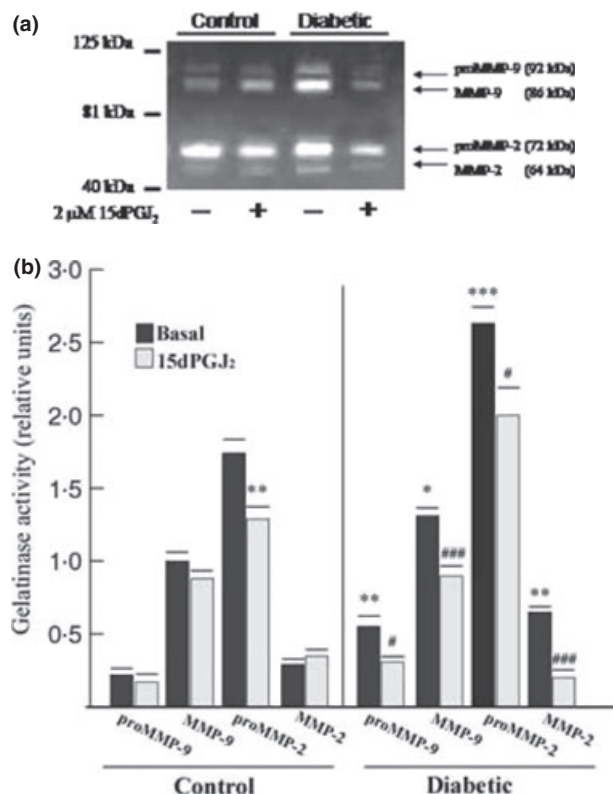 (a)
Control Diabetic
125 kDa
81 kDa
40 kDa
proMMP-9 (92 kDa)
MMP-9 (86 kDa)
proMMP-2 (72 kDa)
MMP-2 (64 kDa)
2 μM 15dPGJ2 — + — +
(b)
Gelatinase activity (relative units)
3·0
2·5
2·0
1·5
1·0
0·5
Basal
15dPGJ2
**
** # * ### *** # ** ###
proMMP-9 MMP-9 proMMP-2 MMP-2 proMMP-9 MMP-9 proMMP-2 MMP-2
Control Diabetic